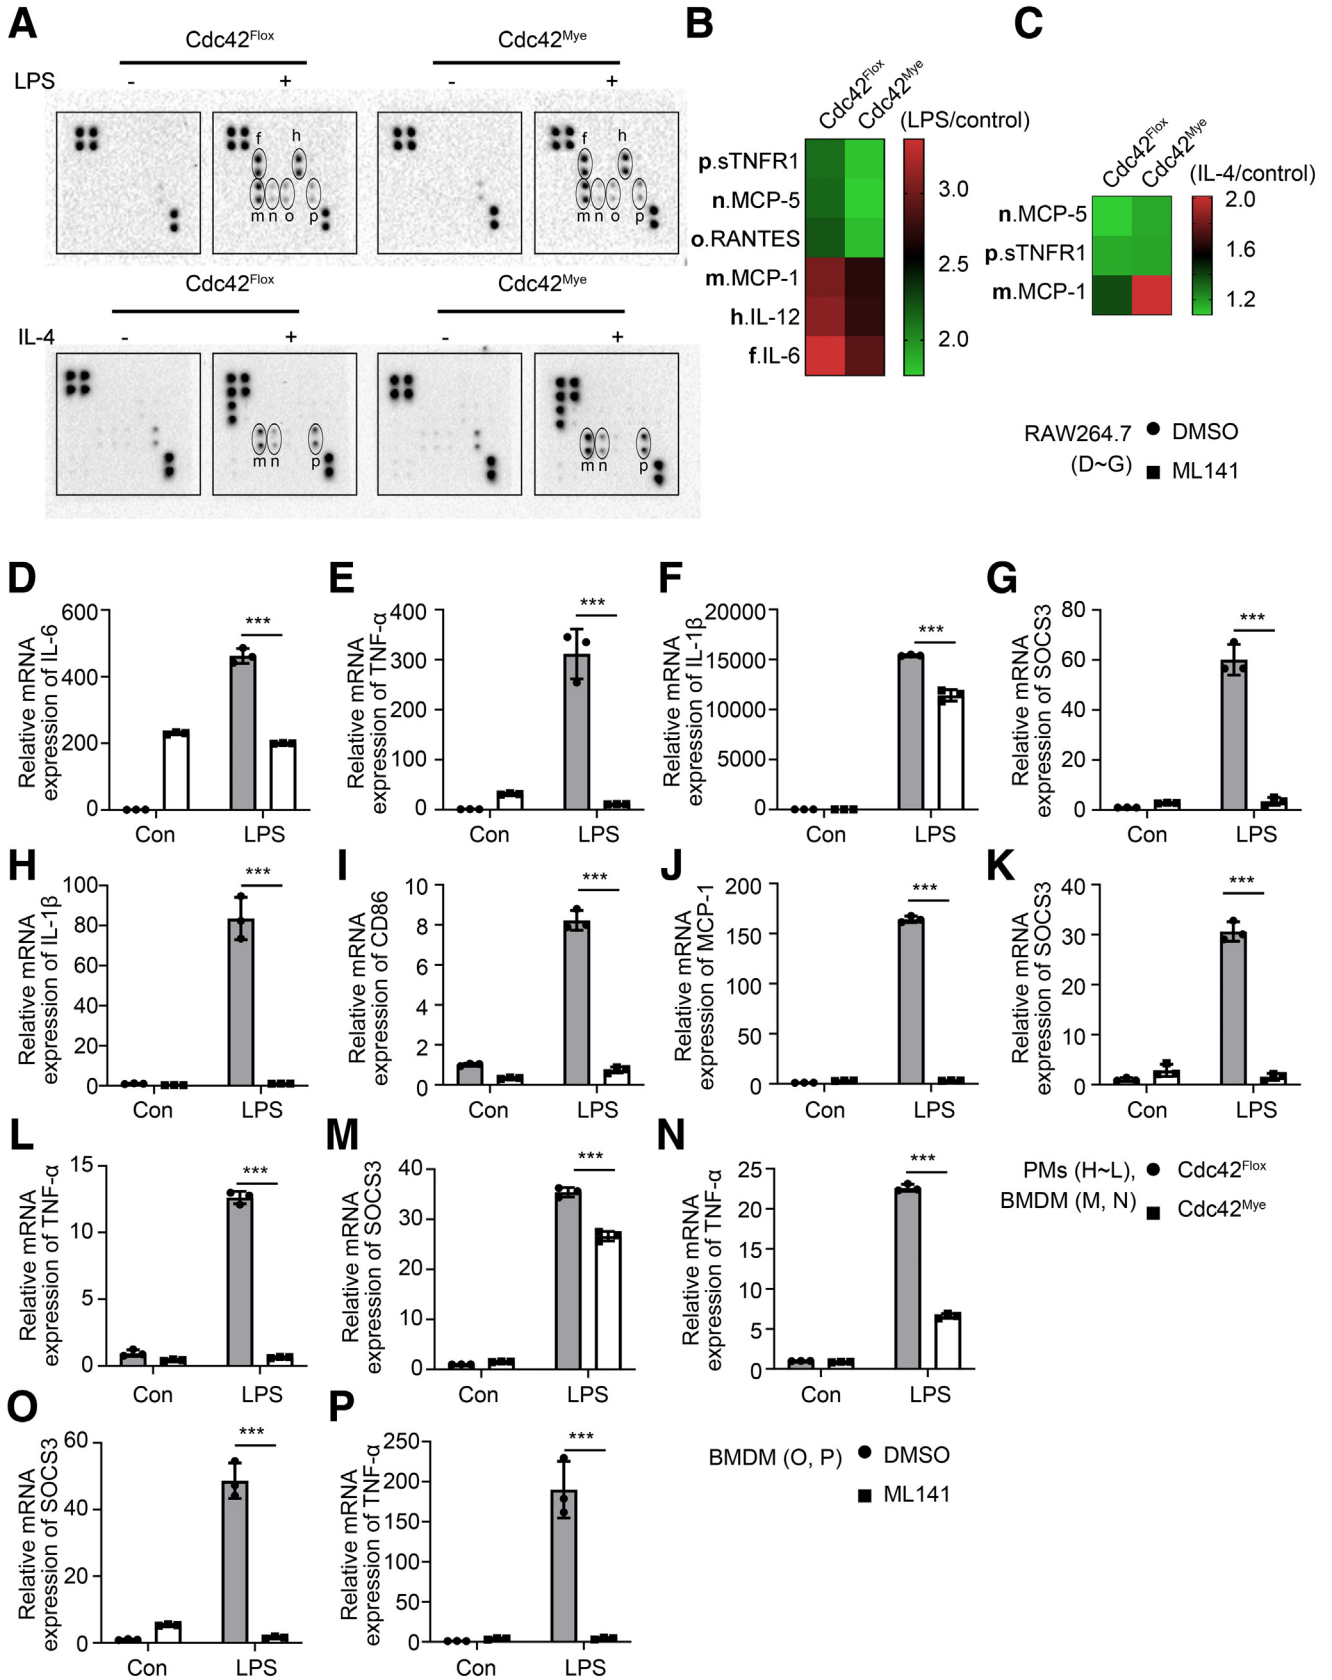 A
Cdc42Flox
Cdc42Mye
LPS
-
+
-
+
f
h
m n o p
f
h
m n o p
Cdc42Flox
Cdc42Mye
IL-4
-
+
-
+
m n p
m n p
B
Cdc42Flox
Cdc42Mye
(LPS/control)
p.sTNFR1
n.MCP-5
o.RANTES
m.MCP-1
h.IL-12
f.IL-6
3.0
2.5
2.0
C
Cdc42Flox
Cdc42Mye
(IL-4/control)
n.MCP-5
p.sTNFR1
m.MCP-1
2.0
1.6
1.2
RAW264.7
(D~G)
DMSO
ML141
D
Relative mRNA
expression of IL-6
600
400
200
0
***
Con
LPS
E
Relative mRNA
expression of TNF-α
400
300
200
100
0
***
Con
LPS
F
Relative mRNA
expression of IL-1β
20000
15000
10000
5000
0
***
Con
LPS
G
Relative mRNA
expression of SOCS3
80
60
40
20
0
***
Con
LPS
H
Relative mRNA
expression of IL-1β
100
80
60
40
20
0
***
Con
LPS
I
Relative mRNA
expression of CD86
10
8
6
4
2
0
***
Con
LPS
J
Relative mRNA
expression of MCP-1
200
150
100
50
0
***
Con
LPS
K
Relative mRNA
expression of SOCS3
40
30
20
10
0
***
Con
LPS
L
Relative mRNA
expression of TNF-α
15
10
5
0
***
Con
LPS
M
Relative mRNA
expression of SOCS3
40
30
20
10
0
***
Con
LPS
N
Relative mRNA
expression of TNF-α
25
20
15
10
5
0
***
Con
LPS
PMs (H~L),
BMDM (M, N)
Cdc42Flox
Cdc42Mye
O
Relative mRNA
expression of SOCS3
60
40
20
0
***
Con
LPS
P
Relative mRNA
expression of TNF-α
250
200
150
100
50
0
***
Con
LPS
BMDM (O, P)
DMSO
ML141